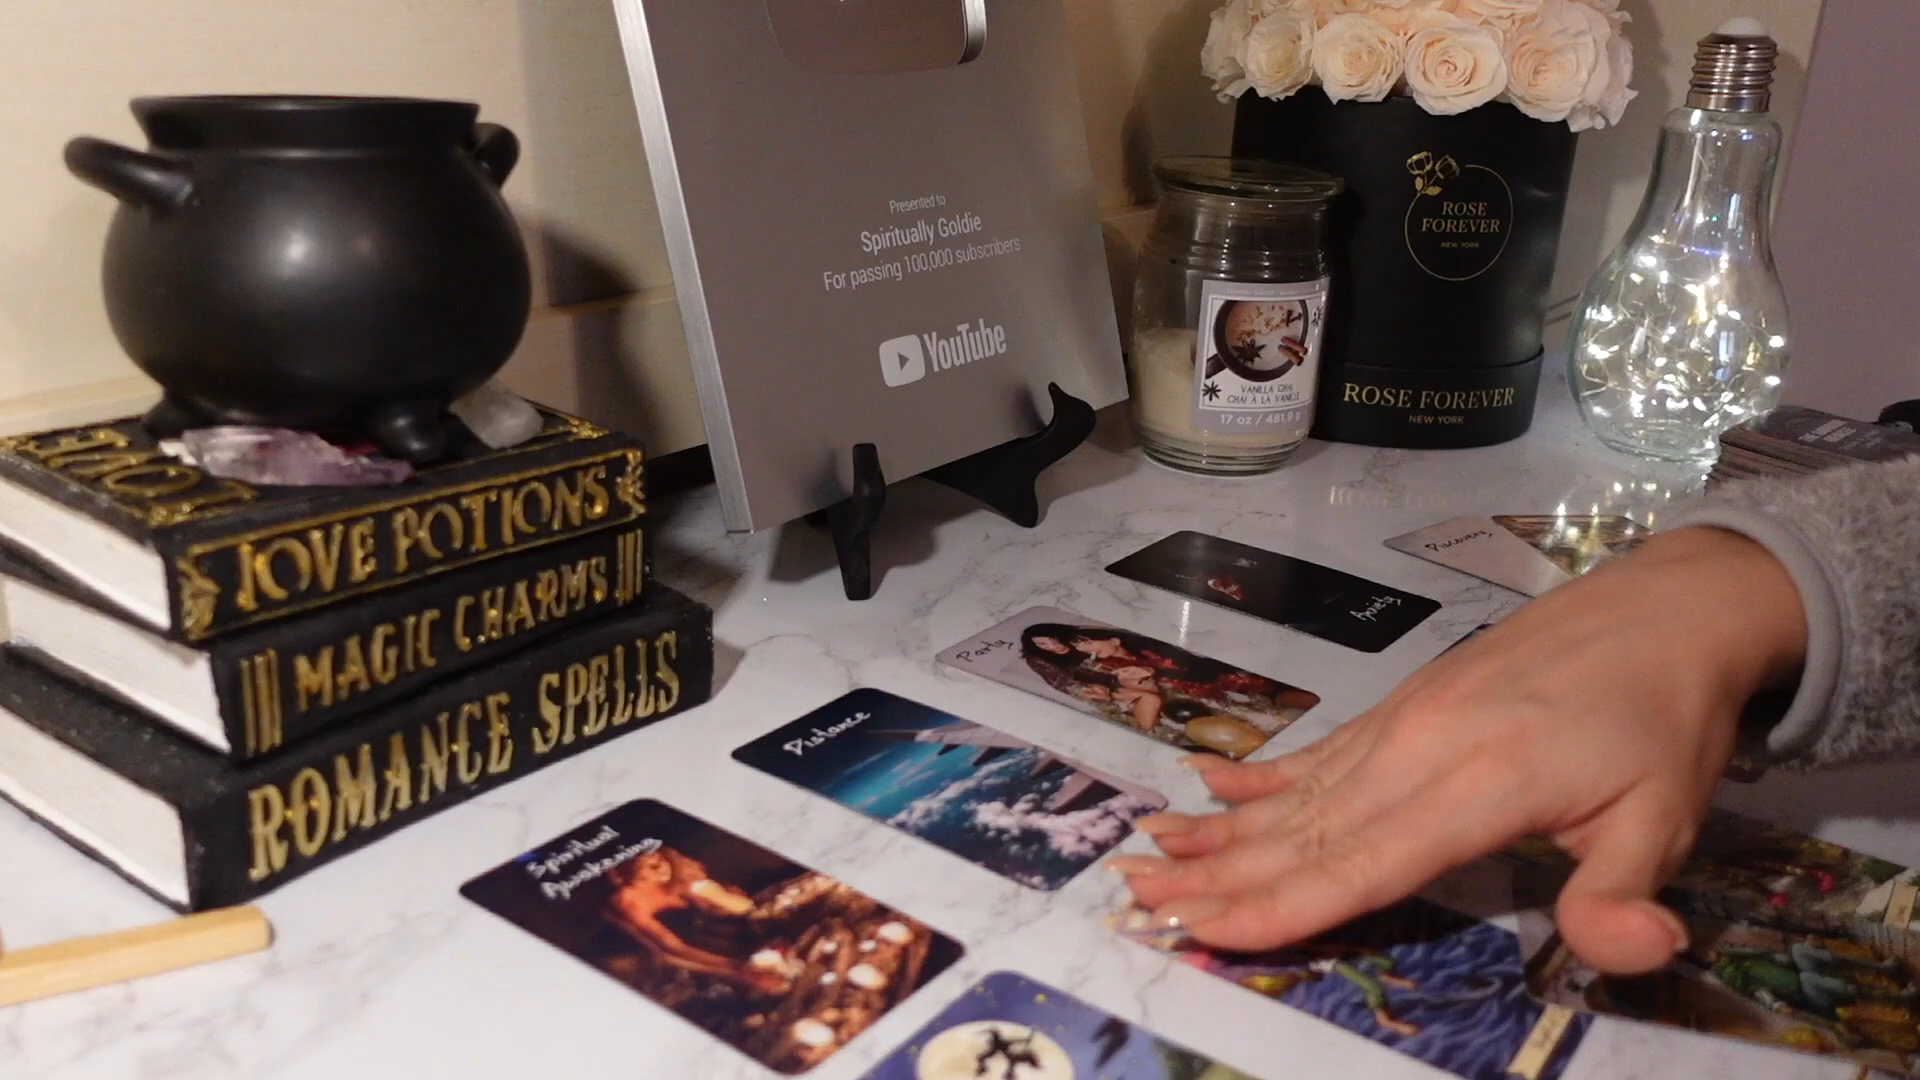 Presented to
Spiritually Goldie
For passing 100,000 subscribers
YouTube
ROSE
FOREVER
NEW YORK
ROSE FOREVER
NEW YORK
VANILLA CHAI
CHAI À LA VANILLE
17 oz / 481.9 g
LOVE
LOVE POTIONS
MAGIC CHARMS
ROMANCE SPELLS
Discovery
Anxiety
Party
Distance
Spiritual
Awakening